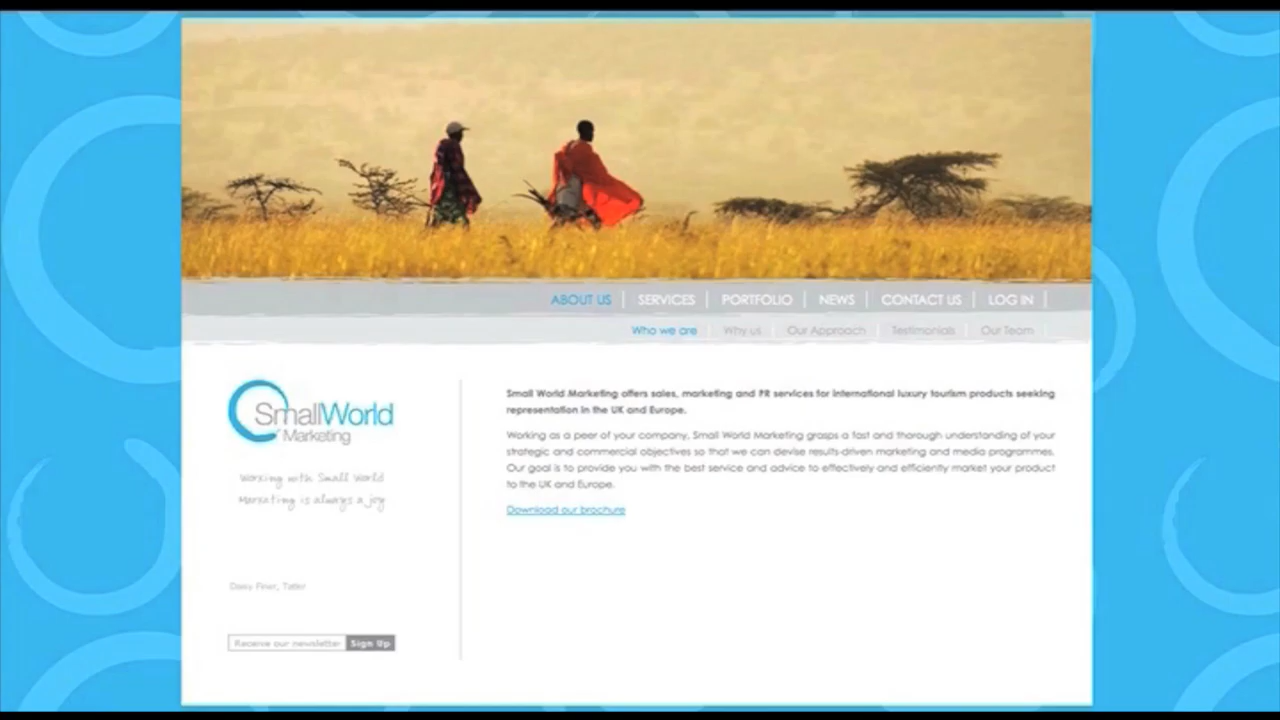 ABOUT US SERVICES PORTFOLIO NEWS CONTACT US LOG IN
Who we are Why us Our Approach Testimonials Our Team
SmallWorld
Marketing
Working with Small World
Marketing is always a joy
Daisy Finer, Tatler
Receive our newsletter Sign Up
Small World Marketing offers sales, marketing and PR services for international luxury tourism products seeking
representation in the UK and Europe.
Working as a peer of your company, Small World Marketing grasps a fast and thorough understanding of your
strategic and commercial objectives so that we can devise results-driven marketing and media programmes.
Our goal is to provide you with the best service and advice to effectively and efficiently market your product
to the UK and Europe.
Download our brochure